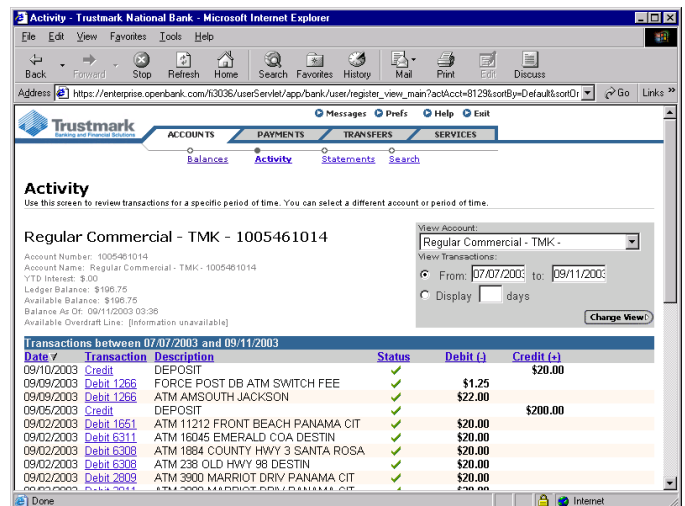 Activity - Trustmark National Bank - Microsoft Internet Explorer
File Edit View Favorites Tools Help
Back Forward Stop Refresh Home Search Favorites History Mail Print Edit Discuss
Address https://enterprise.openbank.com/fi3036/userServlet/app/bank/user/register_view_main?actAcct=8129&sortBy=Default&sortOr Go Links »
Messages Prefs Help Exit
Trustmark
Banking and Financial Solutions
ACCOUNTS PAYMENTS TRANSFERS SERVICES
Balances Activity Statements Search
Activity
Use this screen to review transactions for a specific period of time. You can select a different account or period of time.
Regular Commercial - TMK - 1005461014
Account Number: 1005461014
Account Name: Regular Commercial - TMK - 1005461014
YTD Interest: $.00
Ledger Balance: $196.75
Available Balance: $196.75
Balance As Of: 09/11/2003 03:36
Available Overdraft Line: [Information unavailable]
View Account:
Regular Commercial - TMK -
View Transactions:
From: 07/07/2003 to: 09/11/2003
Display days
Change View
Transactions between 07/07/2003 and 09/11/2003
Date Transaction Description Status Debit (-) Credit (+)
09/10/2003 Credit DEPOSIT $20.00
09/09/2003 Debit 1266 FORCE POST DB ATM SWITCH FEE $1.25
09/09/2003 Debit 1266 ATM AMSOUTH JACKSON $22.00
09/05/2003 Credit DEPOSIT $200.00
09/02/2003 Debit 1651 ATM 11212 FRONT BEACH PANAMA CIT $20.00
09/02/2003 Debit 6311 ATM 16045 EMERALD COA DESTIN $20.00
09/02/2003 Debit 6308 ATM 1884 COUNTY HWY 3 SANTA ROSA $20.00
09/02/2003 Debit 6308 ATM 238 OLD HWY 98 DESTIN $20.00
09/02/2003 Debit 2809 ATM 3900 MARRIOT DRIV PANAMA CIT $20.00
09/02/2003 Debit ATM 3900 MARRIOT DRIV PANAMA CIT $20.00
Done Internet